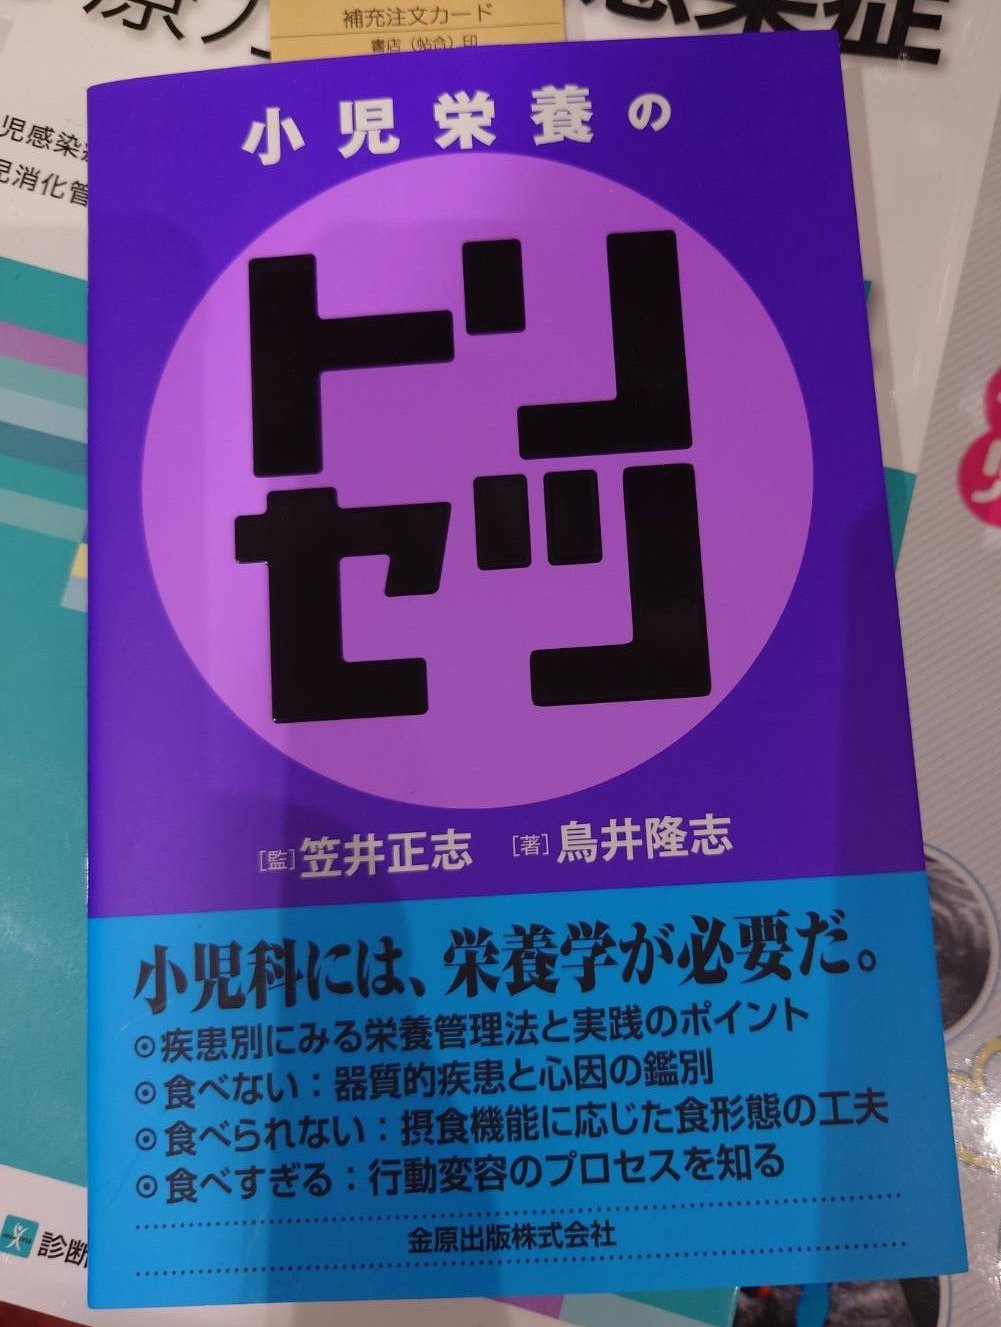 補充注文カード
書店(帖合)印
感染症
児感染
児消化管
小児栄養の
トリ
セツ
[監]笠井正志 [著]鳥井隆志
小児科には、栄養学が必要だ。
◉疾患別にみる栄養管理法と実践のポイント
◉食べない:器質的疾患と心因の鑑別
◉食べられない:摂食機能に応じた食形態の工夫
◉食べすぎる:行動変容のプロセスを知る
金原出版株式会社
診断